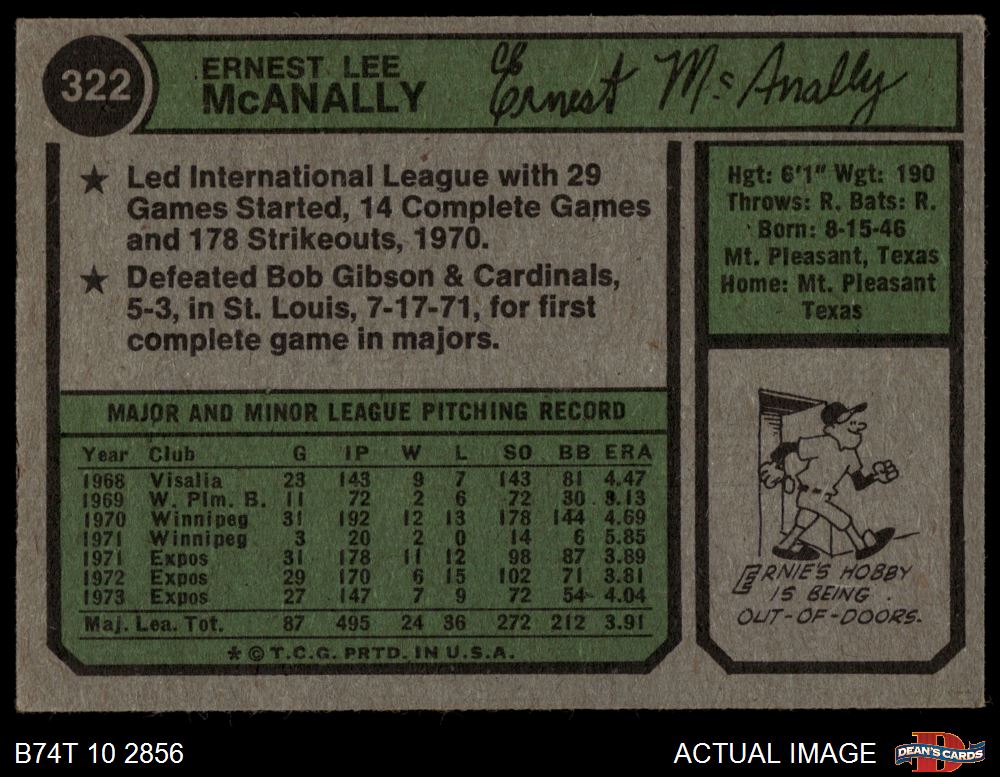 322
ERNEST LEE
McANALLY
Ernest McAnally
★ Led International League with 29
Games Started, 14 Complete Games
and 178 Strikeouts, 1970.
★ Defeated Bob Gibson & Cardinals,
5-3, in St. Louis, 7-17-71, for first
complete game in majors.
Hgt: 6'1" Wgt: 190
Throws: R. Bats: R.
Born: 8-15-46
Mt. Pleasant, Texas
Home: Mt. Pleasant
Texas
MAJOR AND MINOR LEAGUE PITCHING RECORD
Year Club G IP W L SO BB ERA
1968 Visalia 23 143 9 7 143 81 4.47
1969 W. Plm. B. 11 72 2 6 72 30 3.13
1970 Winnipeg 31 192 12 13 178 144 4.69
1971 Winnipeg 3 20 2 0 14 6 5.85
1971 Expos 31 178 11 12 98 87 3.89
1972 Expos 29 170 6 15 102 71 3.81
1973 Expos 27 147 7 9 72 54 4.04
Maj. Lea. Tot. 87 495 24 36 272 212 3.91
* © T.C.G. PRTD. IN U.S.A.
ERNIE'S HOBBY
IS BEING
OUT-OF-DOORS.
B74T 10 2856
ACTUAL IMAGE
DEAN'S CARDS